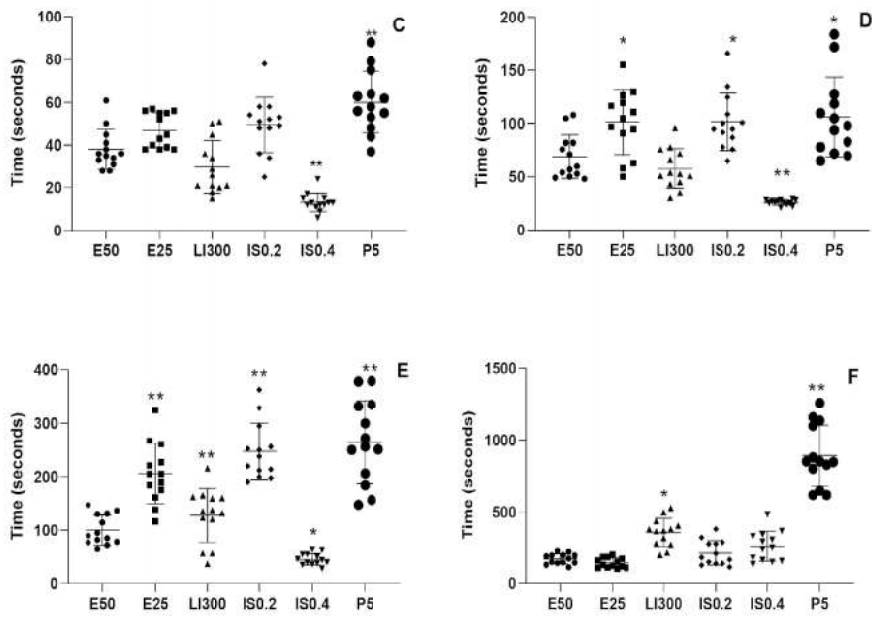 C
Time (seconds)
100
80
60
40
20
0
** ** 
E50 E25 LI300 IS0.2 IS0.4 P5
D
Time (seconds)
200
150
100
50
0
* * ** *
E50 E25 LI300 IS0.2 IS0.4 P5
E
Time (seconds)
400
300
200
100
0
** ** ** * **
E50 E25 LI300 IS0.2 IS0.4 P5
F
Time (seconds)
1500
1000
500
0
* **
E50 E25 LI300 IS0.2 IS0.4 P5